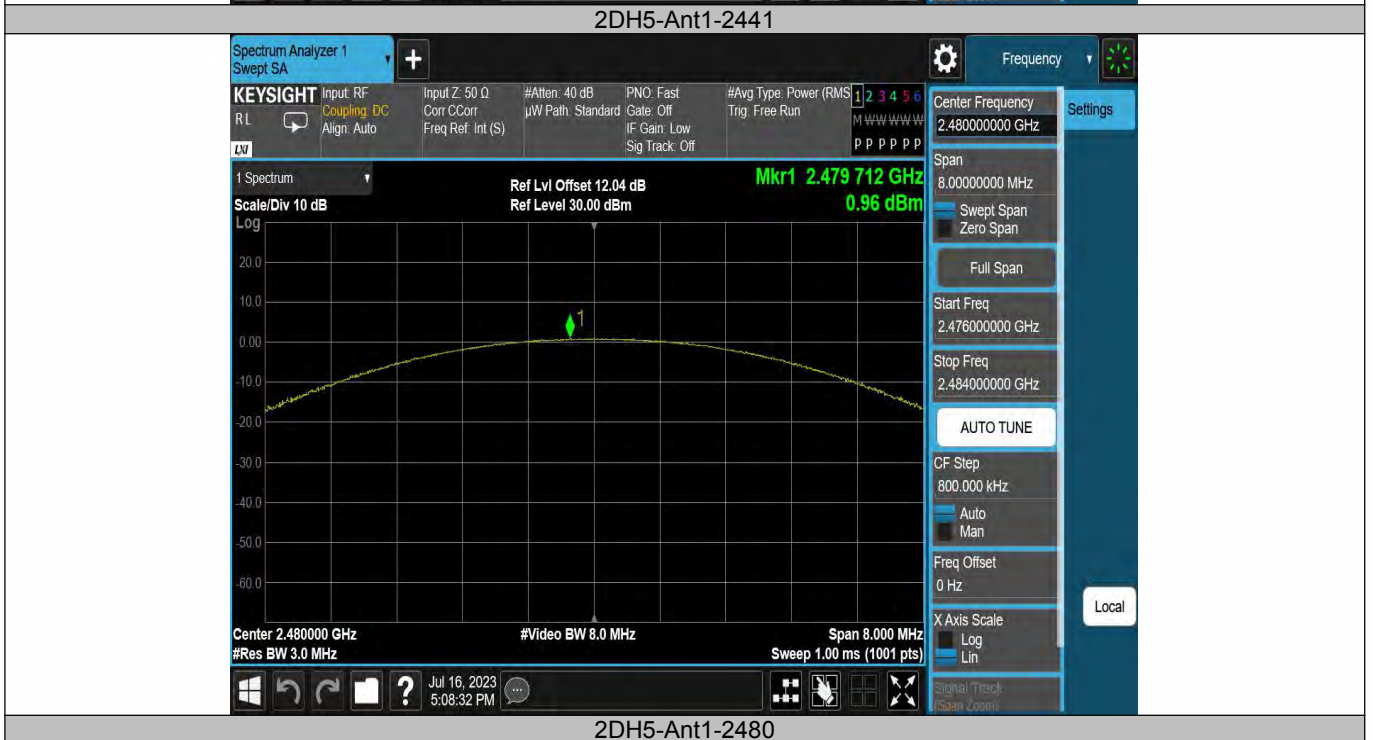 2DH5-Ant1-2441
Spectrum Analyzer 1
Swept SA
+
Frequency
KEYSIGHT
Input: RF
Input Z: 50 Ω
#Atten: 40 dB
PNO: Fast
#Avg Type: Power (RMS
1 2 3 4 5 6
RL
Coupling: DC
Corr CCorr
µW Path: Standard
Gate: Off
Trig: Free Run
M W W W W W
Align: Auto
Freq Ref: Int (S)
IF Gain: Low
LXI
Sig Track: Off
P P P P P P
Center Frequency
2.480000000 GHz
Settings
1 Spectrum
Ref Lvl Offset 12.04 dB
Mkr1 2.479 712 GHz
Scale/Div 10 dB
Ref Level 30.00 dBm
0.96 dBm
Log
20.0
10.0
0.00
-10.0
-20.0
-30.0
-40.0
-50.0
-60.0
1
Center 2.480000 GHz
#Video BW 8.0 MHz
Span 8.000 MHz
#Res BW 3.0 MHz
Sweep 1.00 ms (1001 pts)
Span
8.00000000 MHz
Swept Span
Zero Span
Full Span
Start Freq
2.476000000 GHz
Stop Freq
2.484000000 GHz
AUTO TUNE
CF Step
800.000 kHz
Auto
Man
Freq Offset
0 Hz
X Axis Scale
Log
Lin
Signal Track
(Span Zoom)
Local
?
Jul 16, 2023
5:08:32 PM
2DH5-Ant1-2480